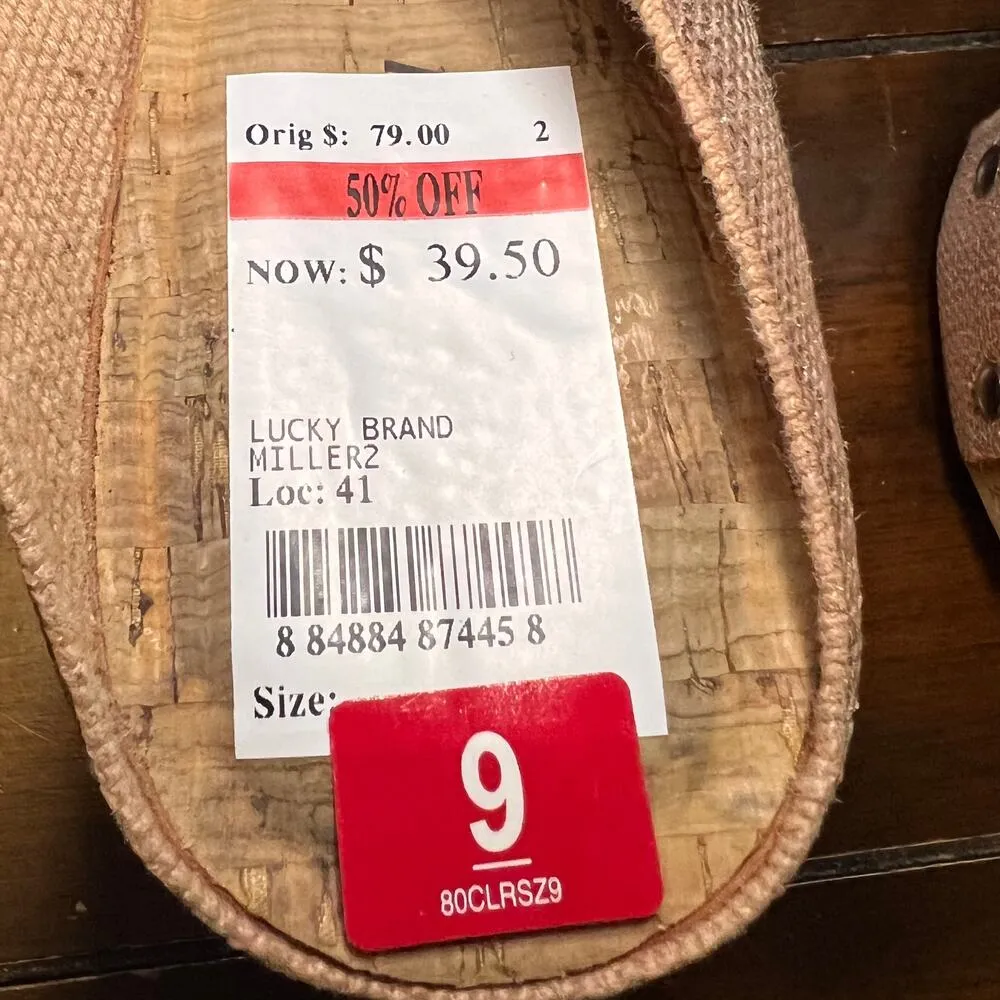 Orig $: 79.00 2
50% OFF
NOW: $ 39.50
LUCKY BRAND
MILLER2
Loc: 41
8 84884 87445 8
Size:
9
80CLRSZ9